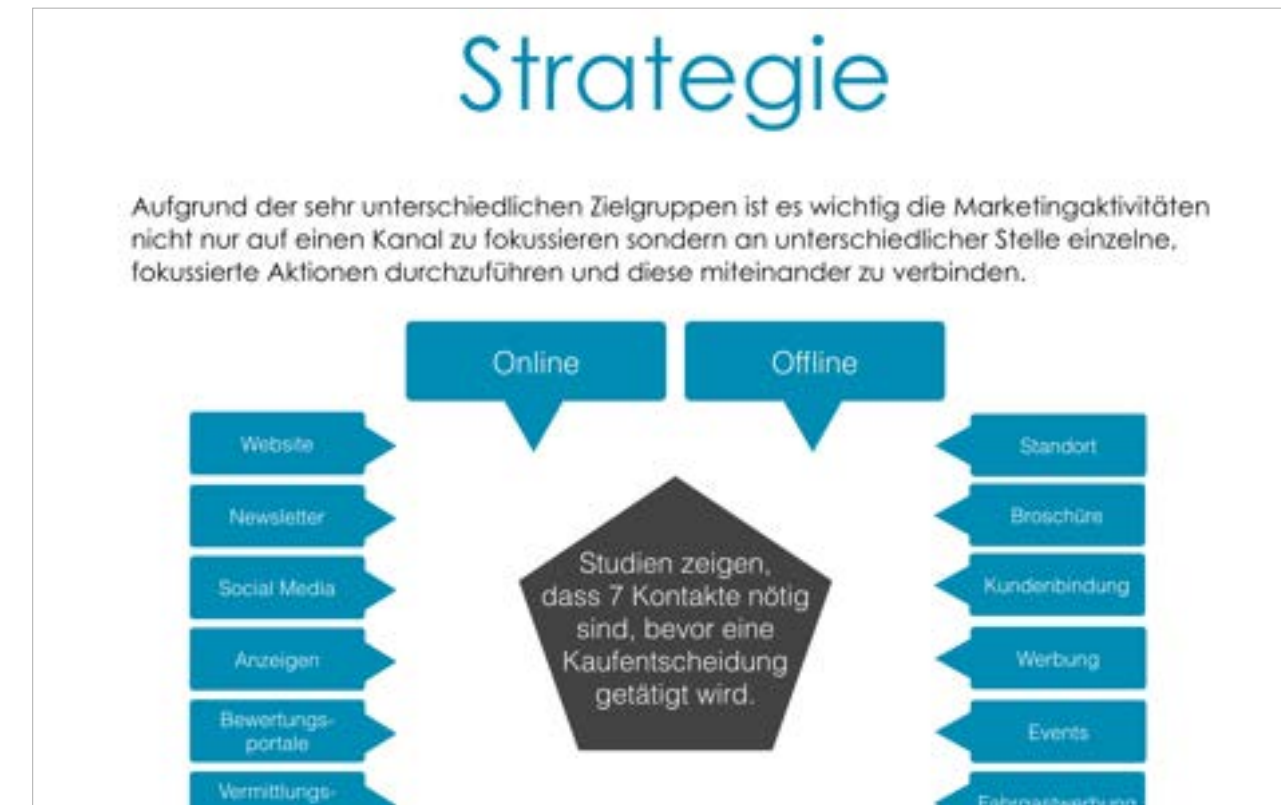 Strategie
Aufgrund der sehr unterschiedlichen Zielgruppen ist es wichtig die Marketingaktivitäten
nicht nur auf einen Kanal zu fokussieren sondern an unterschiedlicher Stelle einzelne,
fokussierte Aktionen durchzuführen und diese miteinander zu verbinden.
Online
Offline
Website
Newsletter
Social Media
Anzeigen
Bewertungs-
portale
Vermittlungs-
Studien zeigen,
dass 7 Kontakte nötig
sind, bevor eine
Kaufentscheidung
getätigt wird.
Standort
Broschüre
Kundenbindung
Werbung
Events
Fahrgastwerbung